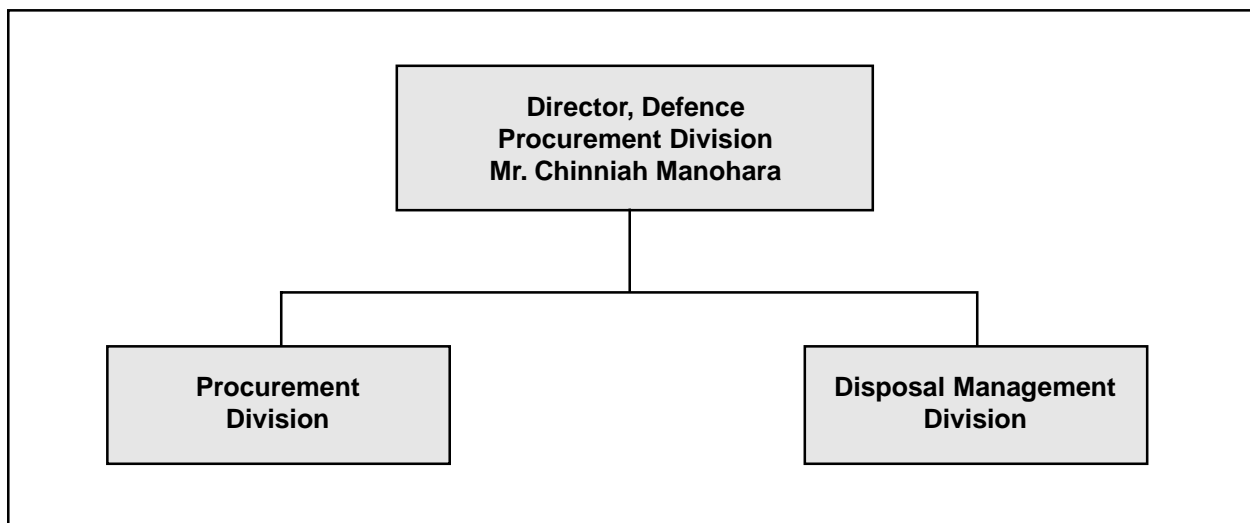 Director, Defence
Procurement Division
Mr. Chinniah Manohara
Procurement
Division
Disposal Management
Division